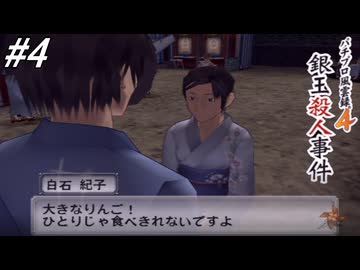 #4
パチプロ風雲録4
銀玉殺人事件
白石 紀子
大きなりんご！
ひとりじゃ食べきれないですよ